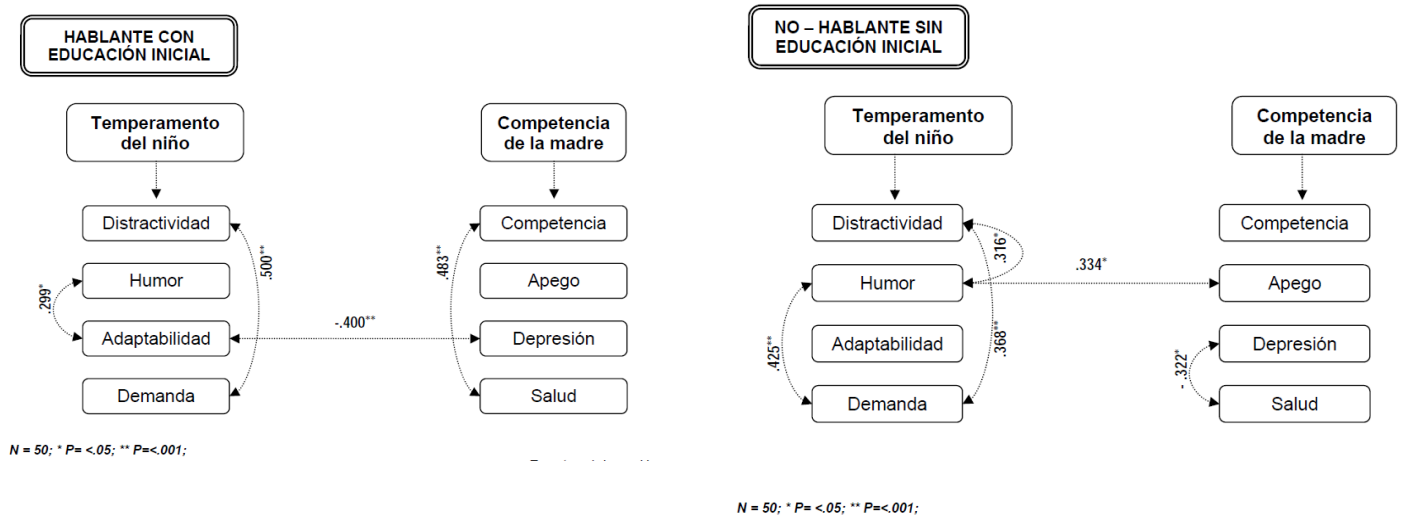 HABLANTE CON
EDUCACIÓN INICIAL
Temperamento
del niño
Competencia
de la madre
Distractividad
Humor
Adaptabilidad
Demanda
Competencia
Apego
Depresión
Salud
.299*
.500**
.483**
-.400**
N = 50; * P= <.05; ** P=<.001;
NO – HABLANTE SIN
EDUCACIÓN INICIAL
Temperamento
del niño
Competencia
de la madre
Distractividad
Humor
Adaptabilidad
Demanda
Competencia
Apego
Depresión
Salud
.316*
.334*
.425**
.368**
- .322*
N = 50; * P= <.05; ** P=<.001;